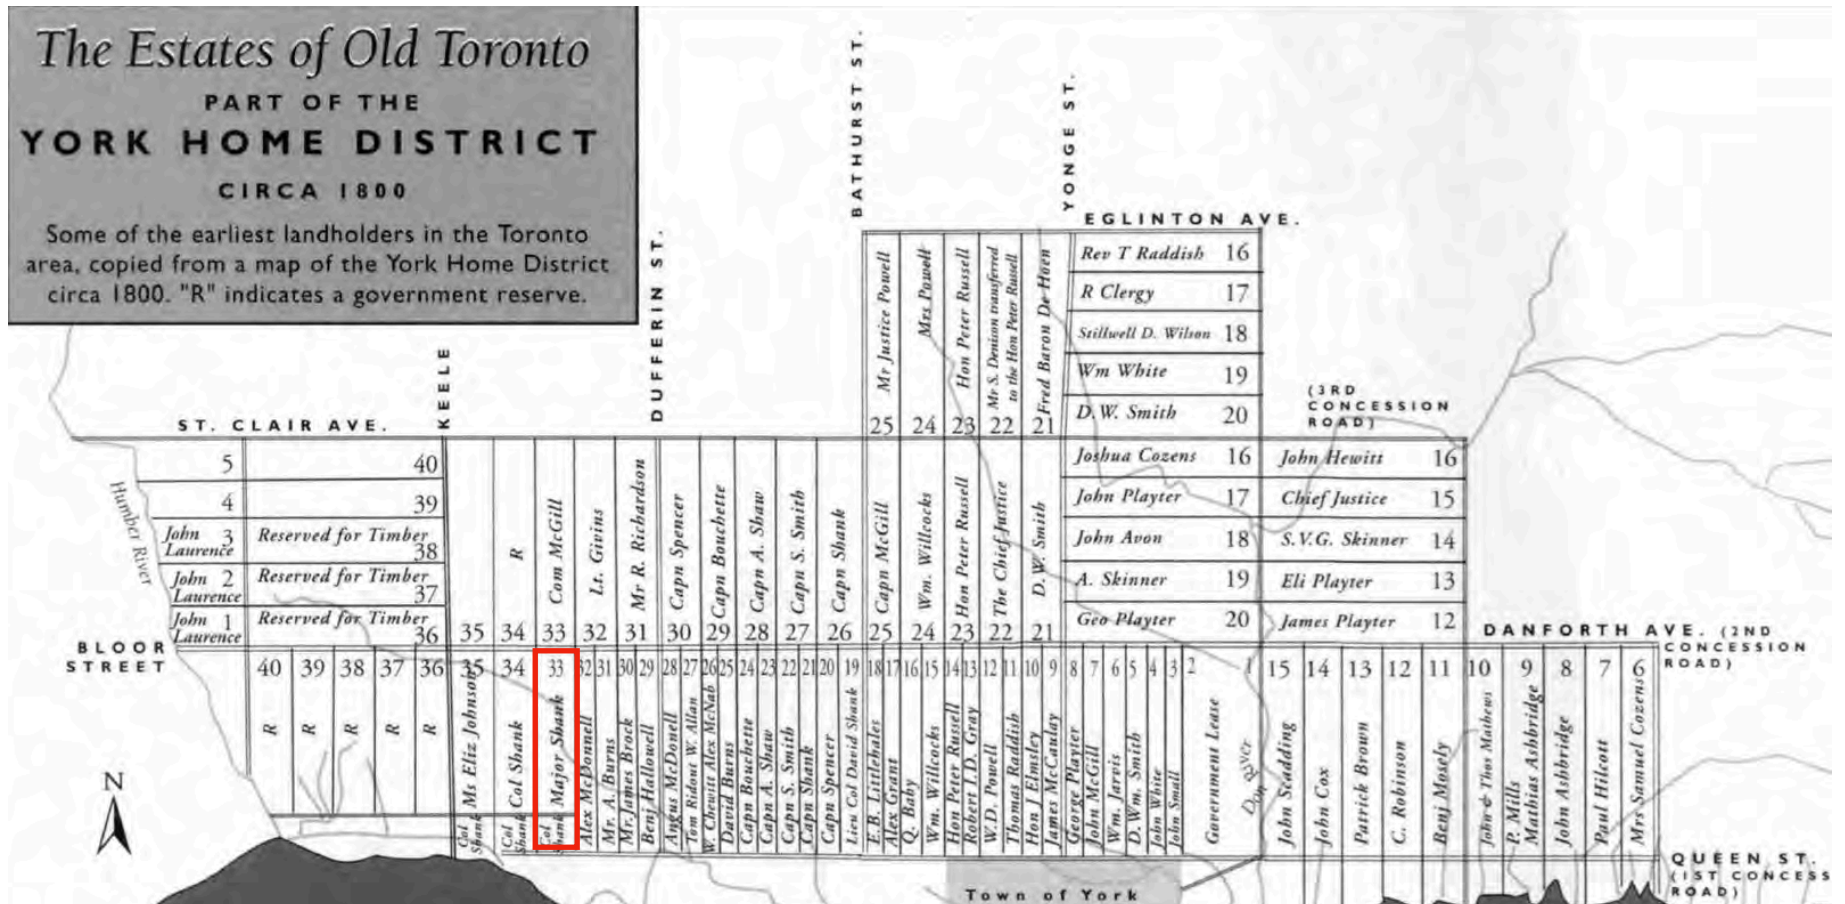 The Estates of Old Toronto
PART OF THE
YORK HOME DISTRICT
CIRCA 1800
Some of the earliest landholders in the Toronto
area, copied from a map of the York Home District
circa 1800. "R" indicates a government reserve.
BATHURST ST.
YONGE ST.
DUFFERIN ST.
KEELE
EGLINTON AVE.
Mr Justice Powell 25
Mrs Powell 24
Hon Peter Russell 23
Mr S. Denison transferred
to the Hon Peter Russell 22
Fred Baron De Hoen 21
Rev T Raddish 16
R Clergy 17
Stillwell D. Wilson 18
Wm White 19
D.W. Smith 20
(3RD
CONCESSION
ROAD)
ST. CLAIR AVE.
Humber River
5
4
John 3
Laurence
John 2
Laurence
John 1
Laurence
40
39
Reserved for Timber
38
Reserved for Timber
37
Reserved for Timber
36
35
34 R
33 Com McGill
32 Lt. Givins
31 Mr R. Richardson
30 Capn Spencer
29 Capn Bouchette
28 Capn A. Shaw
27 Capn S. Smith
26 Capn Shank
25 Capn McGill
24 Wm. Willcocks
23 Hon Peter Russell
22 The Chief Justice
21 D.W. Smith
Joshua Cozens 16
John Playter 17
John Avon 18
A. Skinner 19
Geo Playter 20
John Hewitt 16
Chief Justice 15
S.V.G. Skinner 14
Eli Playter 13
James Playter 12
BLOOR
STREET
DANFORTH AVE. (2ND
CONCESSION
ROAD)
40 R
39 R
38 R
37 R
36 R
35 Ms Eliz Johnson
Col
Shank
34 Col Shank
Col
Shank
33 Major Shank
Col
Shank
32 Alex McDonnell
31 Mr. A. Burns
30 Mr. James Brock
29 Benj Hallowell
28 Angus McDonell
27 Tom Ridout W. Allan
26 W. Chewits Alex McNab
25 David Burns
24 Capn Bouchette
23 Capn A. Shaw
22 Capn S. Smith
21 Capn Shank
20 Capn Spencer
19 Lieu Col David Shank
18 E.B. Littlehales
17 Alex Grant
16 Q. Baby
15 Wm. Willcocks
14 Hon Peter Russell
13 Robert I.D. Gray
12 W.D. Powell
11 Thomas Raddish
10 Hon J Elmsley
9 James McCaulay
8 George Playter
7 John McGill
6 Wm. Jarvis
5 D.Wm. Smith
4 John White
3 John Small
2
1
Government Lease
Don River
15 John Scadding
14 John Cox
13 Patrick Brown
12 C. Robinson
11 Benj Mosely
10 John & Thos Mathews
9 P. Mills
Mathias Ashbridge
8 John Ashbridge
7 Paul Hilcott
6 Mrs Samuel Cozens
N
Town of York
QUEEN ST.
(1ST CONCESS
ROAD)